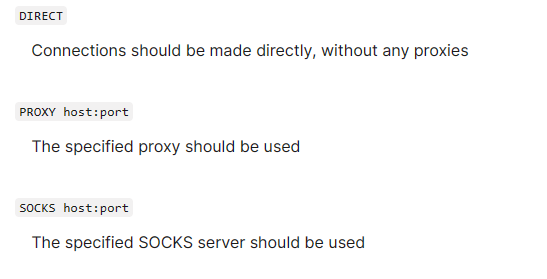 DIRECT
Connections should be made directly, without any proxies
PROXY host:port
The specified proxy should be used
SOCKS host:port
The specified SOCKS server should be used